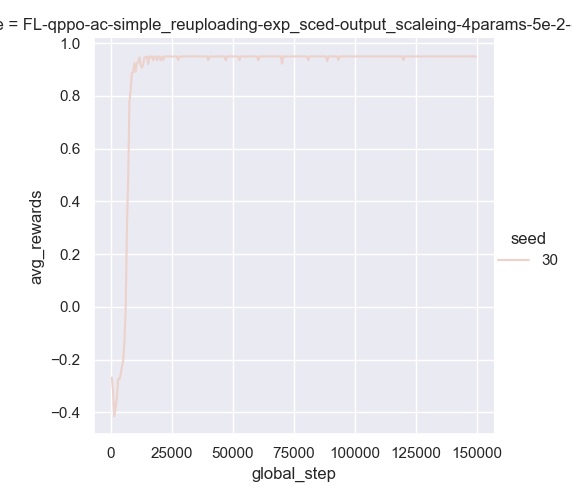 e = FL-qppo-ac-simple_reuploading-exp_sced-output_scaleing-4params-5e-2-
1.0
0.8
0.6
0.4
0.2
0.0
−0.2
−0.4
avg_rewards
0 25000 50000 75000 100000 125000 150000
global_step
seed
30